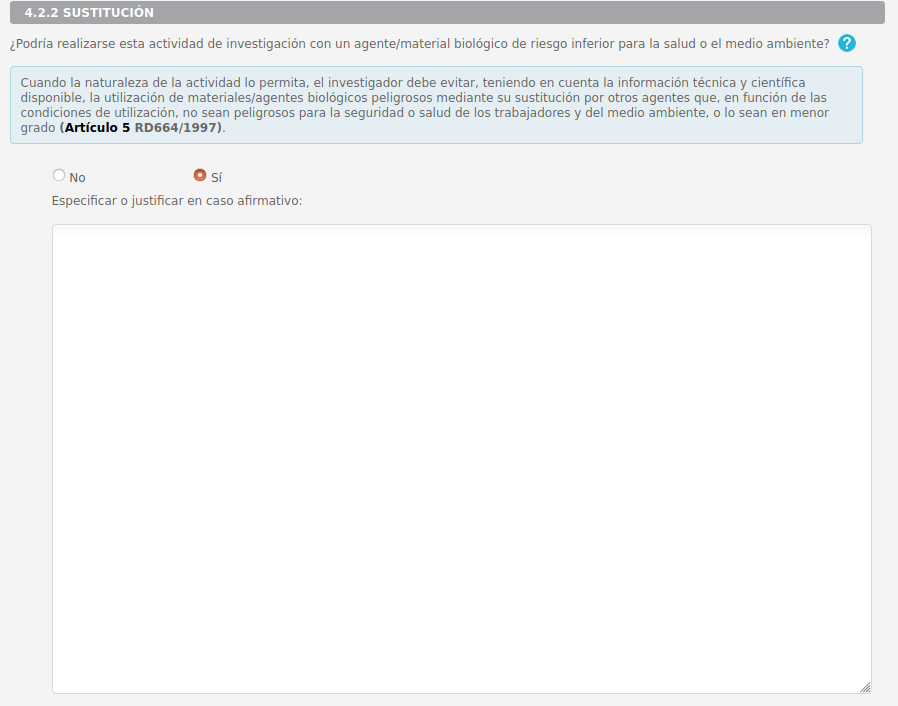 4.2.2 SUSTITUCIÓN
¿Podría realizarse esta actividad de investigación con un agente/material biológico de riesgo inferior para la salud o el medio ambiente? ?
Cuando la naturaleza de la actividad lo permita, el investigador debe evitar, teniendo en cuenta la información técnica y científica
disponible, la utilización de materiales/agentes biológicos peligrosos mediante su sustitución por otros agentes que, en función de las
condiciones de utilización, no sean peligrosos para la seguridad o salud de los trabajadores y del medio ambiente, o lo sean en menor
grado (Artículo 5 RD664/1997).
No Sí
Especificar o justificar en caso afirmativo: